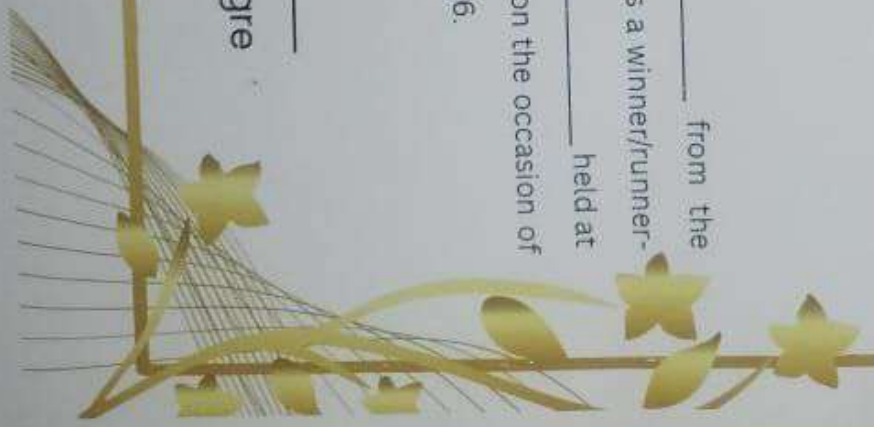 from the
s a winner/runner-
held at
on the occasion of
6.
gre